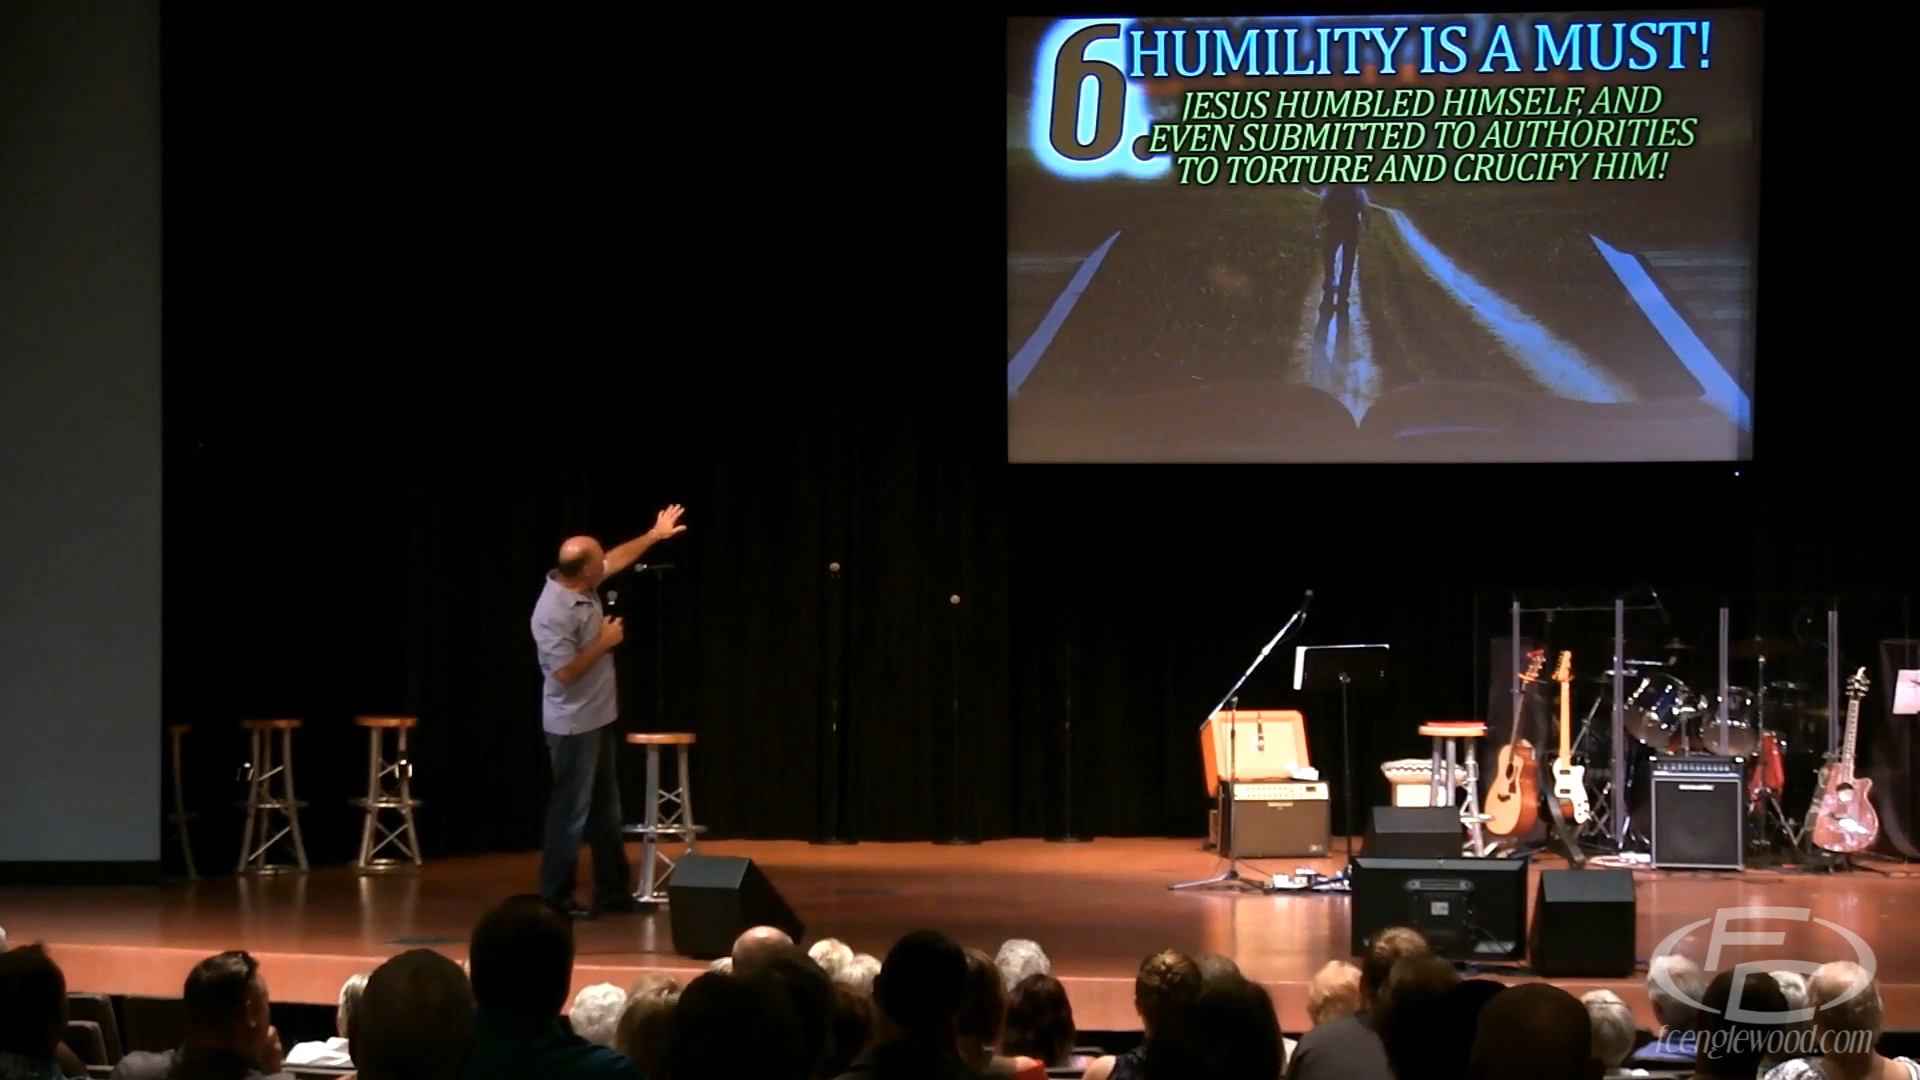 6. HUMILITY IS A MUST!
JESUS HUMBLED HIMSELF, AND
EVEN SUBMITTED TO AUTHORITIES
TO TORTURE AND CRUCIFY HIM!
FC
fcenglewood.com